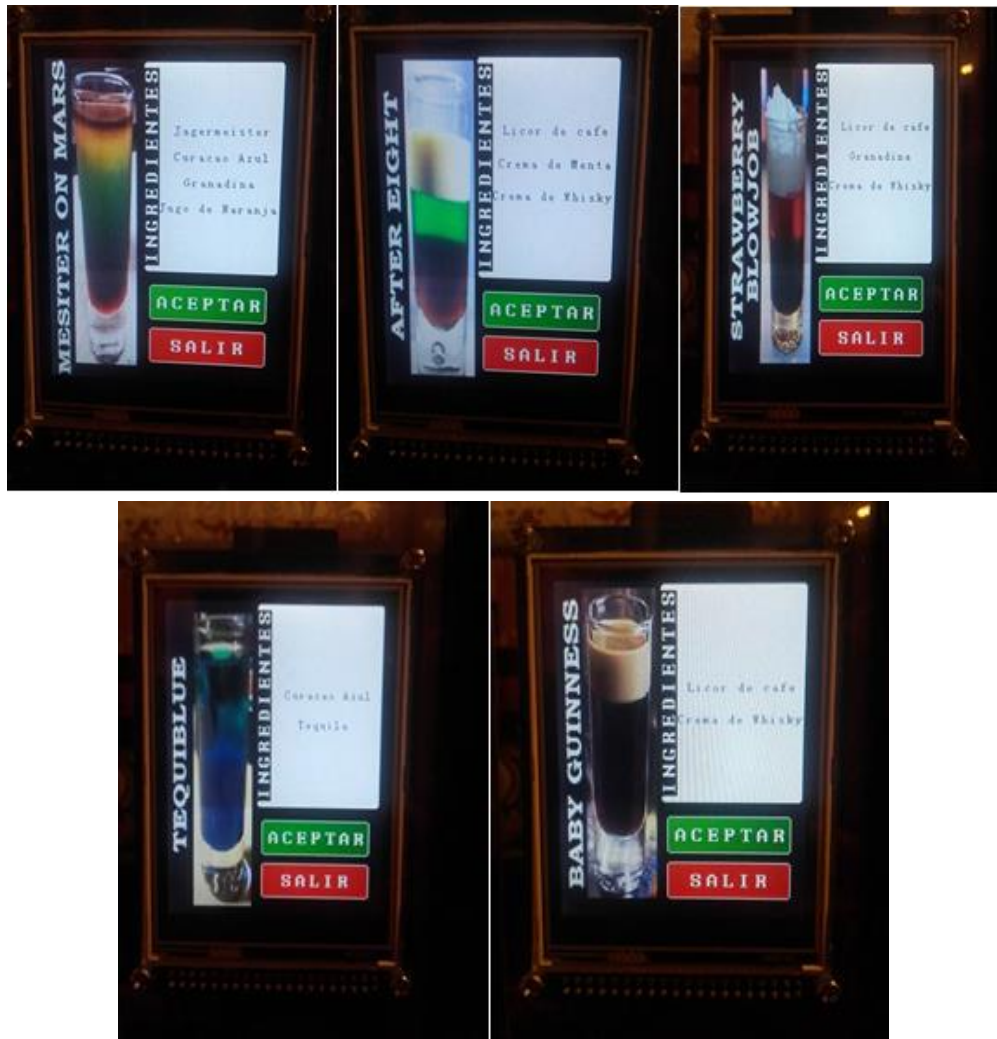 MESITER ON MARS
INGREDIENTES
Jagermeister
Curacao Azul
Granadina
Jugo de Naranja
ACEPTAR
SALIR
AFTER EIGHT
INGREDIENTES
Licor de cafe
Crema de Menta
Crema de Whisky
ACEPTAR
SALIR
STRAWBERRY
BLOWJOB
INGREDIENTES
Licor de cafe
Granadina
Crema de Whisky
ACEPTAR
SALIR
TEQUIBLUE
INGREDIENTES
Curacao Azul
Tequila
ACEPTAR
SALIR
BABY GUINNESS
INGREDIENTES
Licor de cafe
Crema de Whisky
ACEPTAR
SALIR